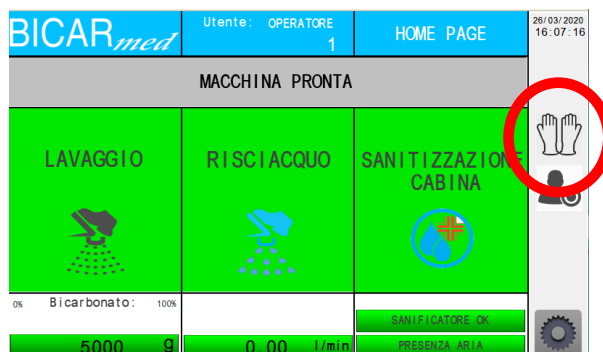 BICARmed
Utente: OPERATORE
1
HOME PAGE
26/03/2020
16:07:16
MACCHINA PRONTA
LAVAGGIO
RISCIACQUO
SANITIZZAZIONE
CABINA
0% Bicarbonato: 100%
SANIFICATORE OK
5000 g
0.00 l/min
PRESENZA ARIA